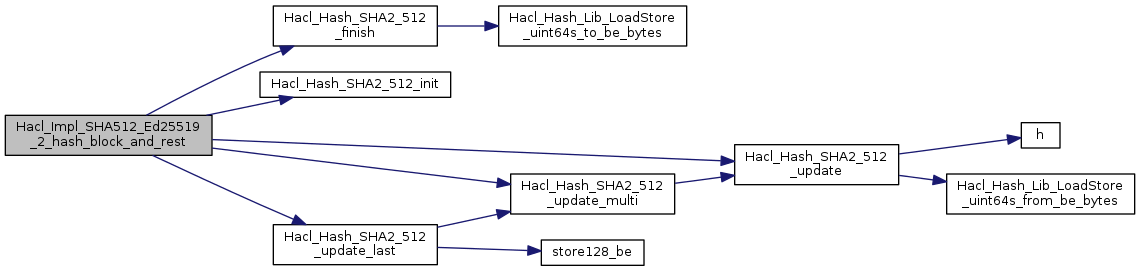 Hacl_Impl_SHA512_Ed25519
_2_hash_block_and_rest
Hacl_Hash_SHA2_512
_finish
Hacl_Hash_Lib_LoadStore
_uint64s_to_be_bytes
Hacl_Hash_SHA2_512_init
Hacl_Hash_SHA2_512
_update
h
Hacl_Hash_Lib_LoadStore
_uint64s_from_be_bytes
Hacl_Hash_SHA2_512
_update_multi
Hacl_Hash_SHA2_512
_update_last
store128_be